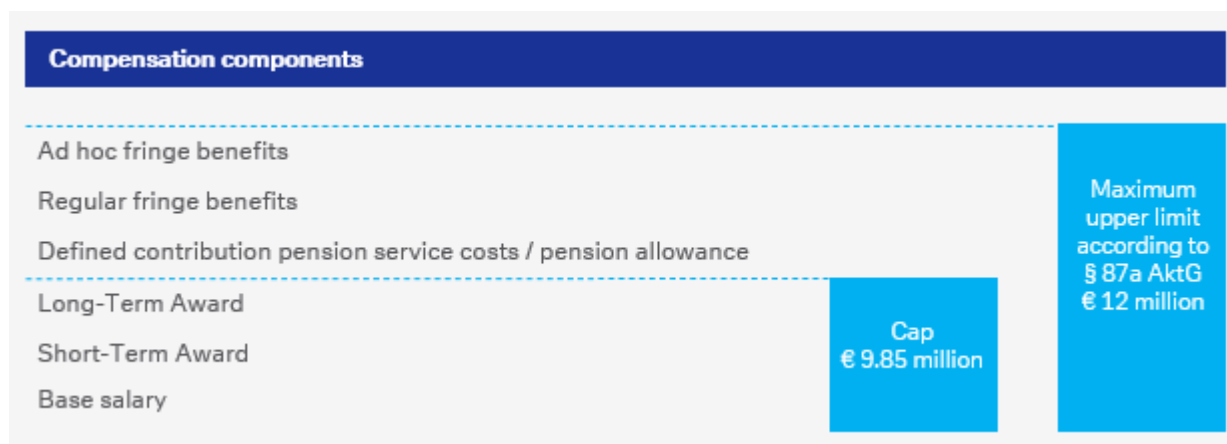 Compensation components
Ad hoc fringe benefits
Regular fringe benefits
Defined contribution pension service costs / pension allowance
Long-Term Award
Short-Term Award
Base salary
Cap
€ 9.85 million
Maximum
upper limit
according to
§ 87a AktG
€ 12 million